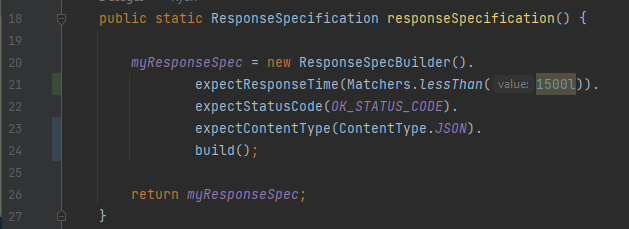 18 public static ResponseSpecification responseSpecification() {
19
20 myResponseSpec = new ResponseSpecBuilder().
21 expectResponseTime(Matchers.lessThan( value: 1500l)).
22 expectStatusCode(OK_STATUS_CODE).
23 expectContentType(ContentType.JSON).
24 build();
25
26 return myResponseSpec;
27 }